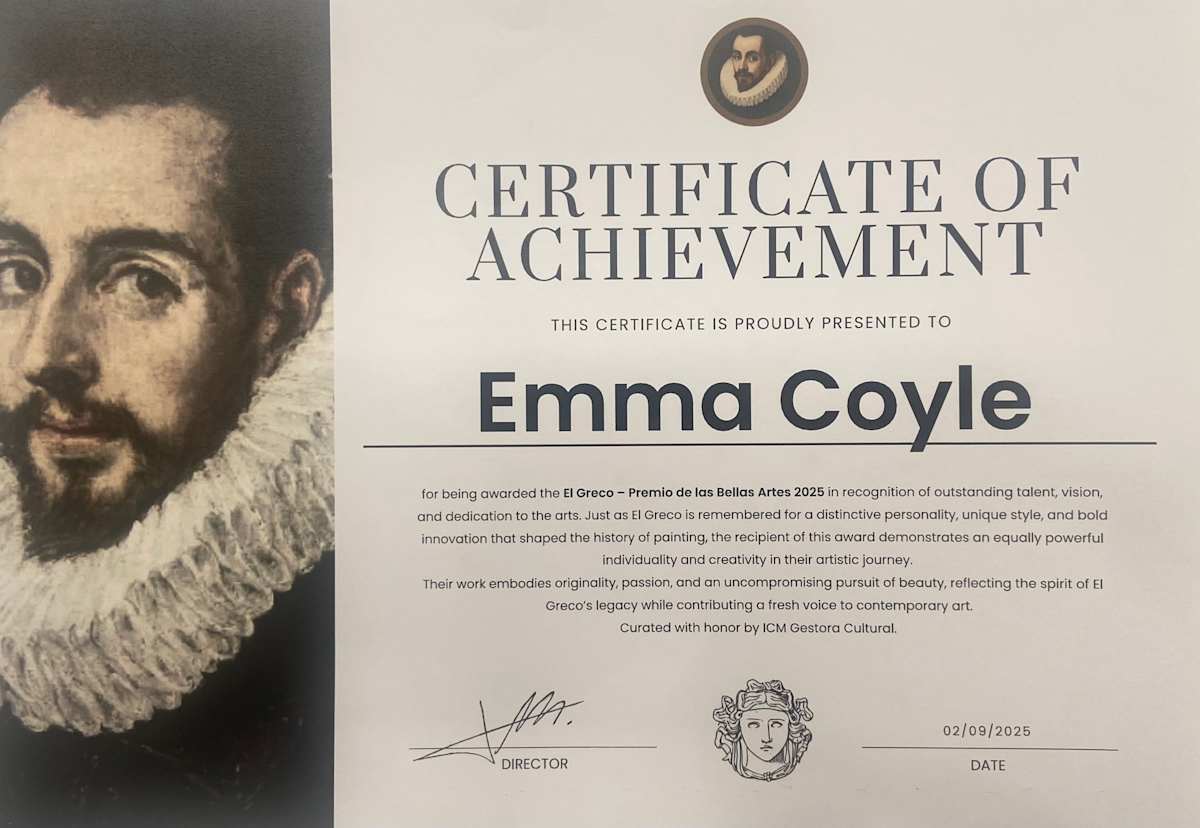 CERTIFICATE OF
ACHIEVEMENT
THIS CERTIFICATE IS PROUDLY PRESENTED TO
Emma Coyle
for being awarded the El Greco – Premio de las Bellas Artes 2025 in recognition of outstanding talent, vision,
and dedication to the arts. Just as El Greco is remembered for a distinctive personality, unique style, and bold
innovation that shaped the history of painting, the recipient of this award demonstrates an equally powerful
individuality and creativity in their artistic journey.
Their work embodies originality, passion, and an uncompromising pursuit of beauty, reflecting the spirit of El
Greco's legacy while contributing a fresh voice to contemporary art.
Curated with honor by ICM Gestora Cultural.
DIRECTOR
02/09/2025
DATE